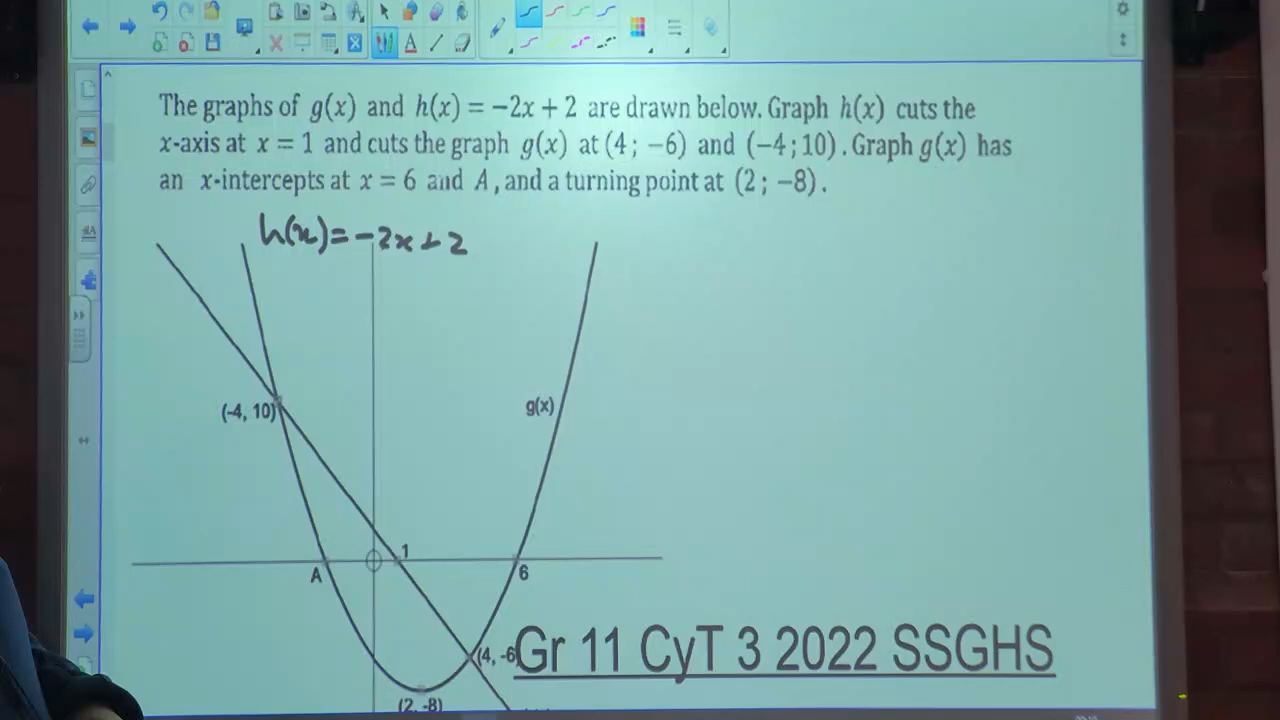 The graphs of g(x) and h(x) = −2x + 2 are drawn below. Graph h(x) cuts the
x-axis at x = 1 and cuts the graph g(x) at (4 ; −6) and (−4 ; 10). Graph g(x) has
an x-intercepts at x = 6 and A, and a turning point at (2 ; −8).
h(x) = -2x + 2
(-4, 10)
g(x)
1
A
6
(4, -6
Gr 11 CyT 3 2022 SSGHS
(2, -8)